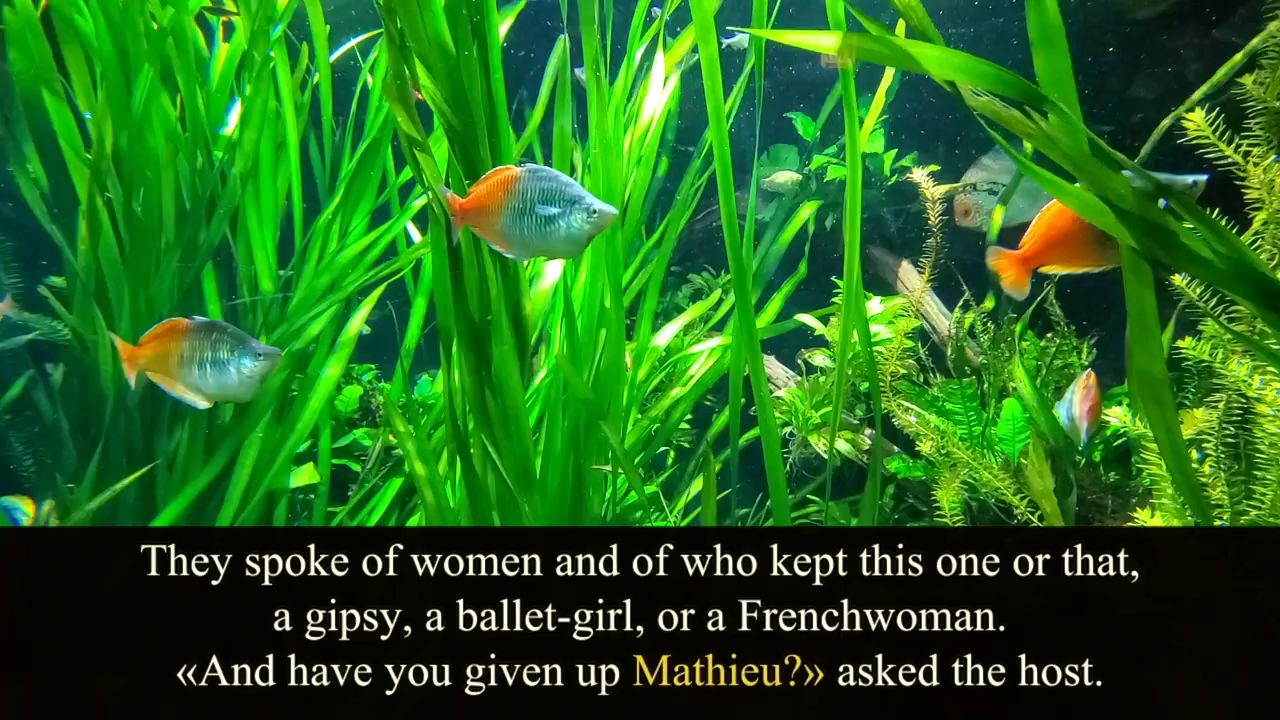 They spoke of women and of who kept this one or that,
a gipsy, a ballet-girl, or a Frenchwoman.
«And have you given up Mathieu?» asked the host.